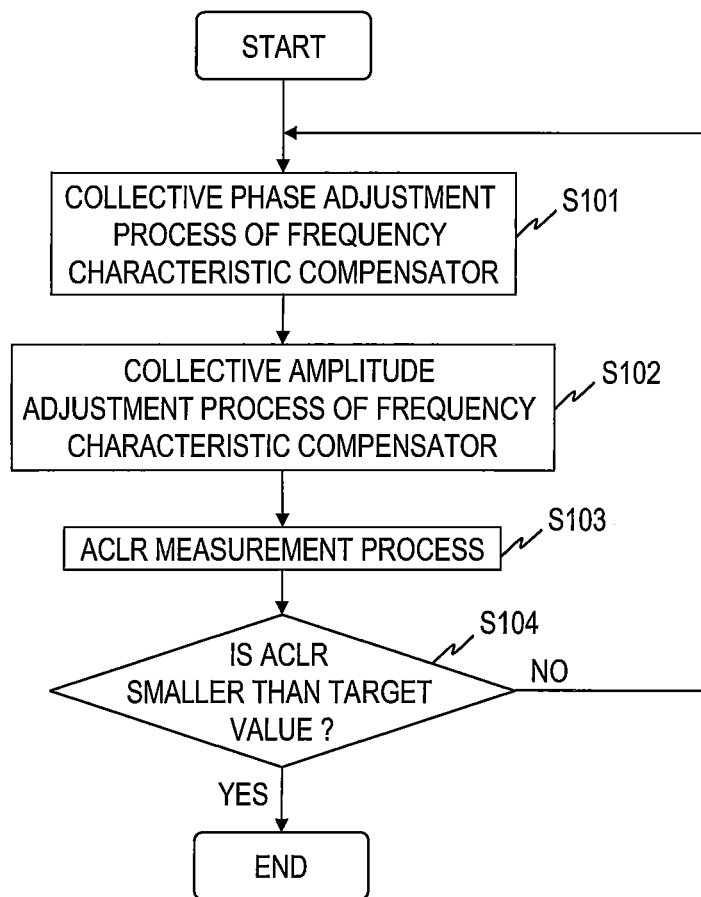 START
COLLECTIVE PHASE ADJUSTMENT
PROCESS OF FREQUENCY
CHARACTERISTIC COMPENSATOR
S101
COLLECTIVE AMPLITUDE
ADJUSTMENT PROCESS OF FREQUENCY
CHARACTERISTIC COMPENSATOR
S102
ACLR MEASUREMENT PROCESS
S103
IS ACLR
SMALLER THAN TARGET
VALUE ?
S104
NO
YES
END